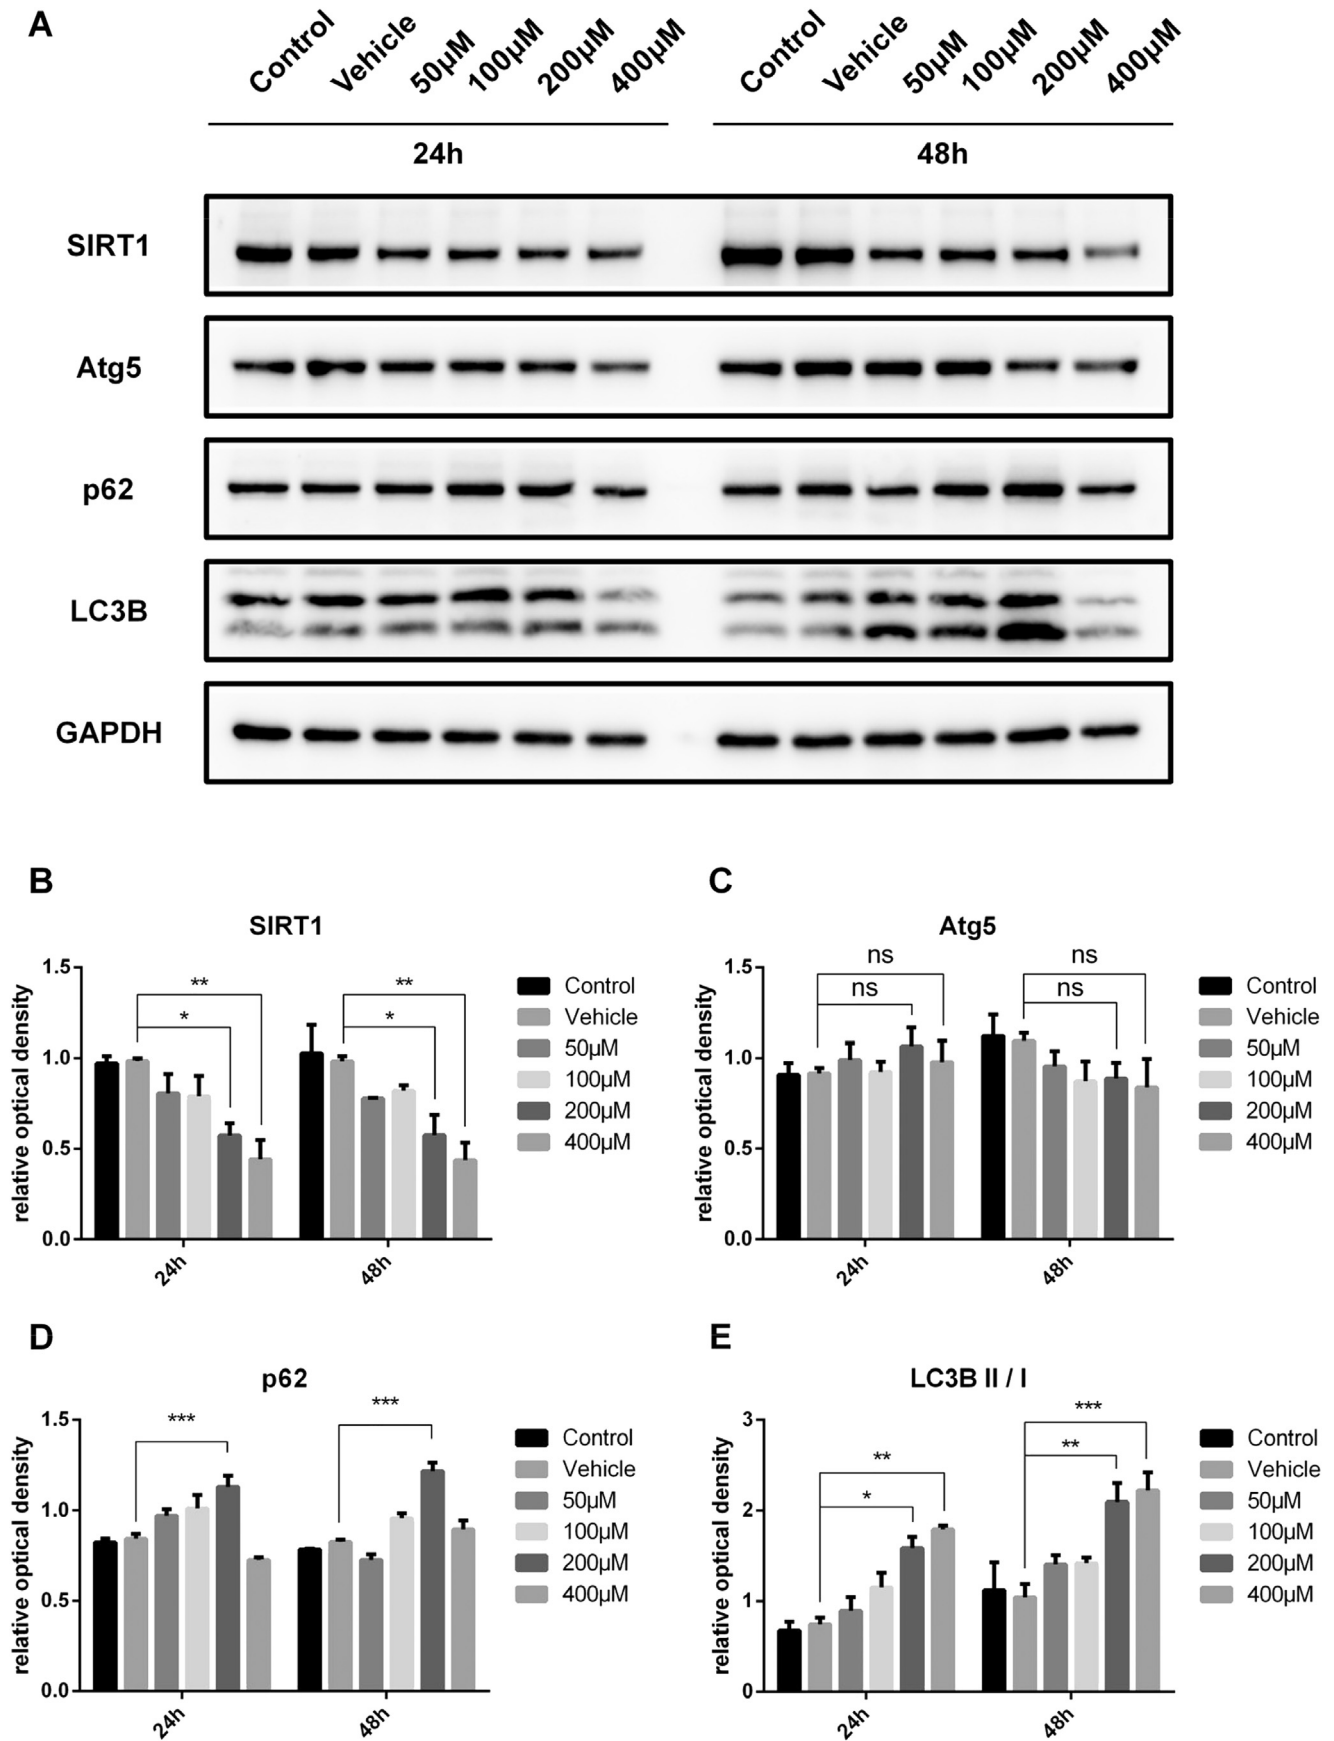 A
Control Vehicle 50µM 100µM 200µM 400µM Control Vehicle 50µM 100µM 200µM 400µM
24h 48h
SIRT1
Atg5
p62
LC3B
GAPDH
B
SIRT1
relative optical density
1.5
1.0
0.5
0.0
** **
* *
24h 48h
Control
Vehicle
50µM
100µM
200µM
400µM
C
Atg5
relative optical density
1.5
1.0
0.5
0.0
ns ns
ns ns
24h 48h
Control
Vehicle
50µM
100µM
200µM
400µM
D
p62
relative optical density
1.5
1.0
0.5
0.0
*** ***
24h 48h
Control
Vehicle
50µM
100µM
200µM
400µM
E
LC3B II / I
relative optical density
3
2
1
0
** ***
* **
24h 48h
Control
Vehicle
50µM
100µM
200µM
400µM